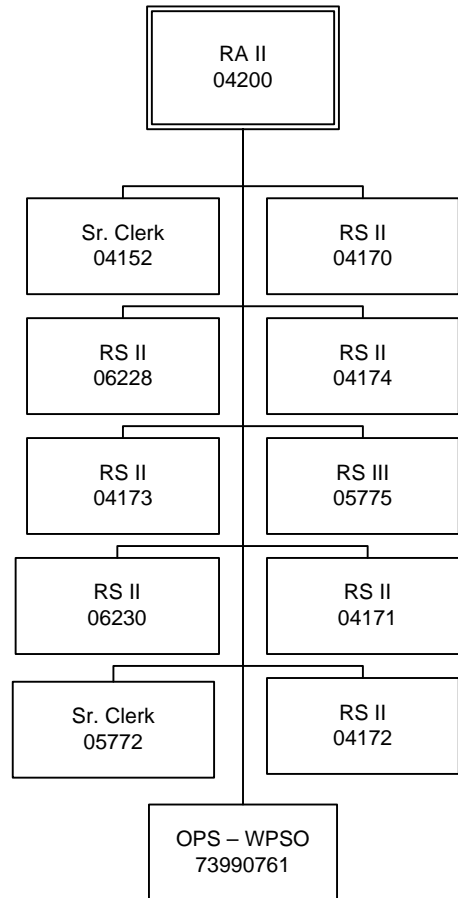 RA II
04200
Sr. Clerk
04152
RS II
04170
RS II
06228
RS II
04174
RS II
04173
RS III
05775
RS II
06230
RS II
04171
Sr. Clerk
05772
RS II
04172
OPS – WPSO
73990761